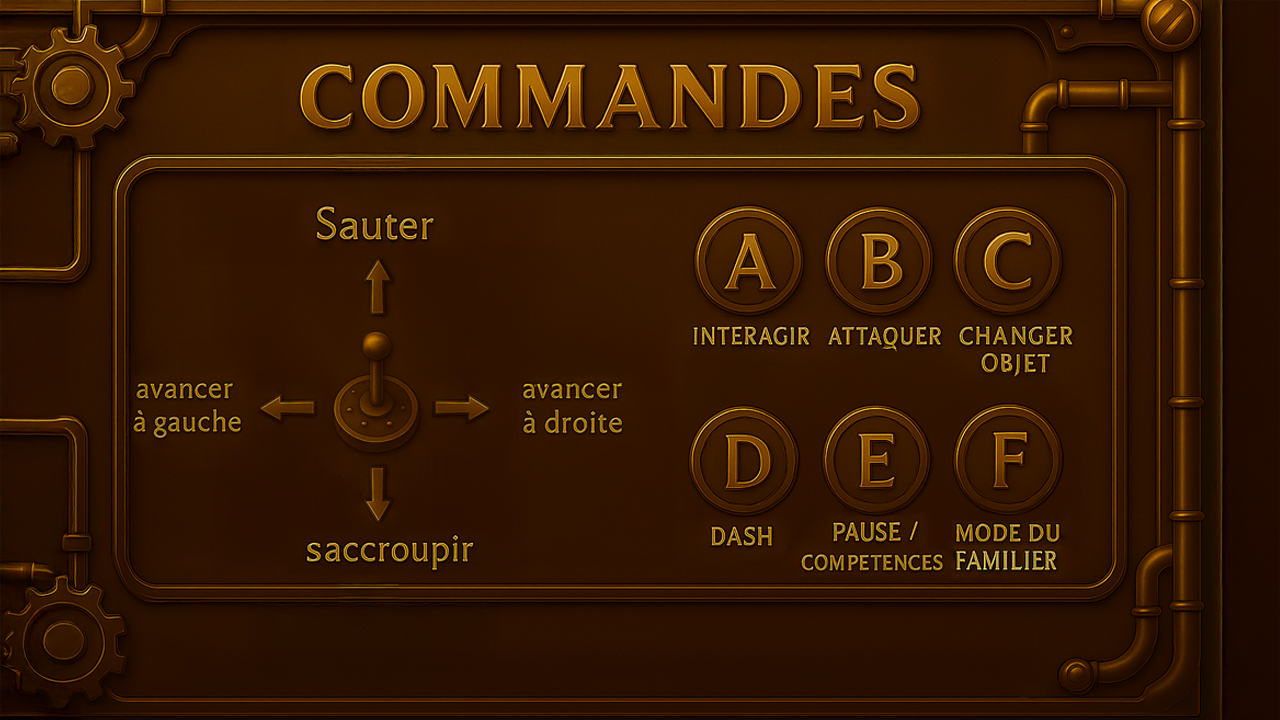 COMMANDES
Sauter
avancer
à gauche
avancer
à droite
saccroupir
A B C
INTERAGIR ATTAQUER CHANGER
OBJET
D E F
DASH PAUSE / MODE DU
COMPETENCES FAMILIER